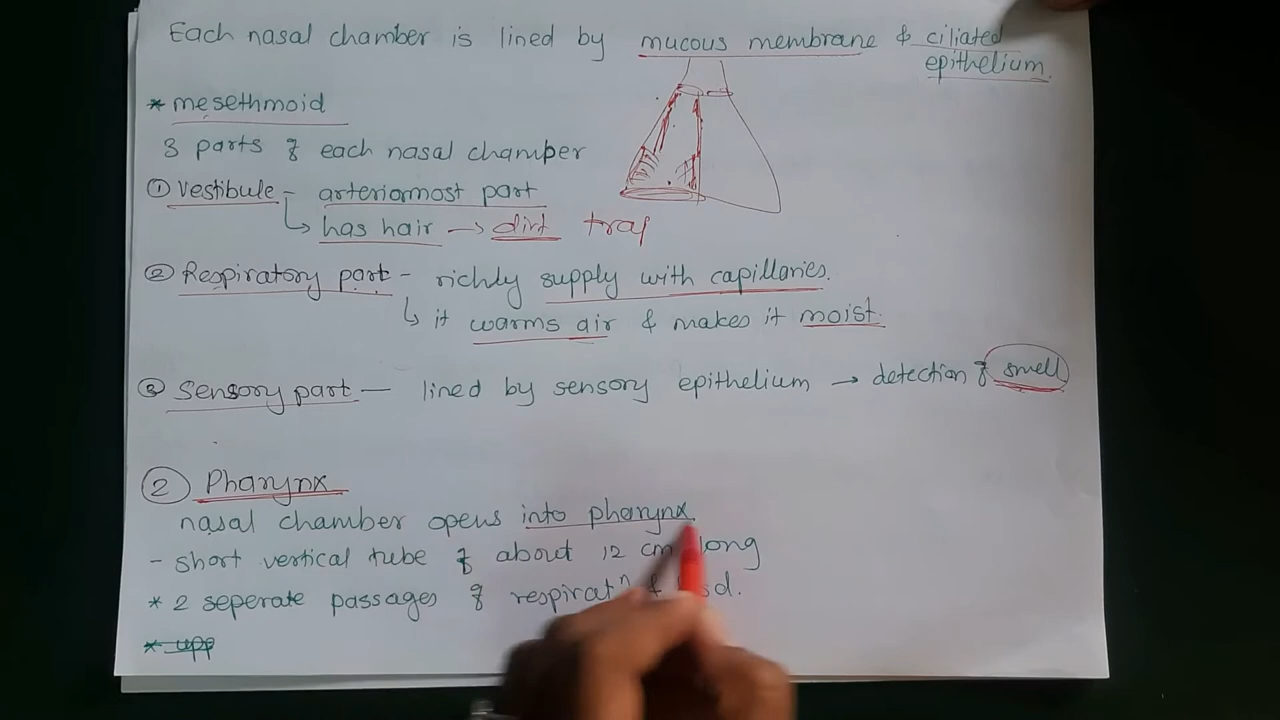 Each nasal chamber is lined by mucous membrane & ciliated
epithelium.
* mesethmoid
3 parts of each nasal chamber
① Vestibule - arteriormost part
↳ has hair → dirt trap
② Respiratory part - richly supply with capillaries.
↳ it warms air & makes it moist.
③ Sensory part — lined by sensory epithelium → detection of smell
② Pharynx
nasal chamber opens into pharynx
- short vertical tube of about 12 cm long
* 2 seperate passages of respiratⁿ &